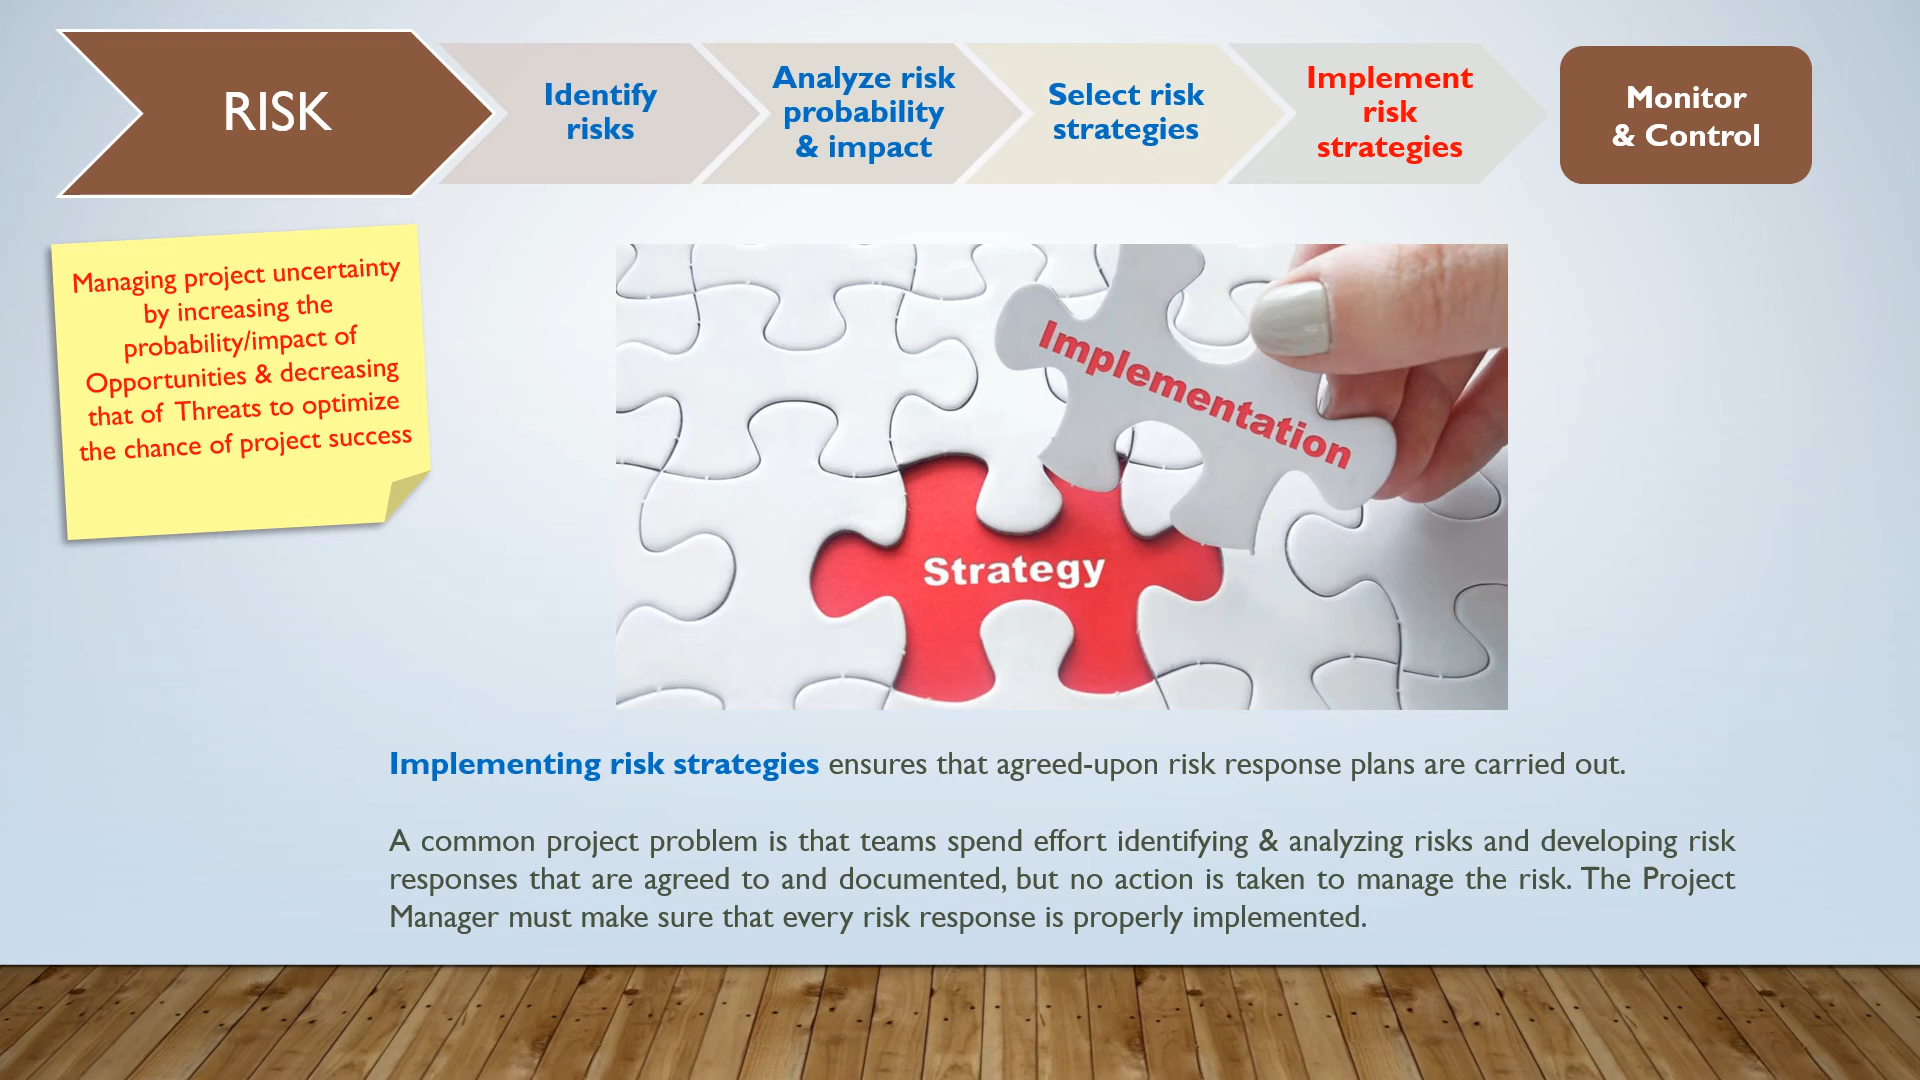 RISK
Identify
risks
Analyze risk
probability
& impact
Select risk
strategies
Implement
risk
strategies
Monitor
& Control
Managing project uncertainty
by increasing the
probability/impact of
Opportunities & decreasing
that of Threats to optimize
the chance of project success
Implementation
Strategy
Implementing risk strategies ensures that agreed-upon risk response plans are carried out.
A common project problem is that teams spend effort identifying & analyzing risks and developing risk
responses that are agreed to and documented, but no action is taken to manage the risk. The Project
Manager must make sure that every risk response is properly implemented.